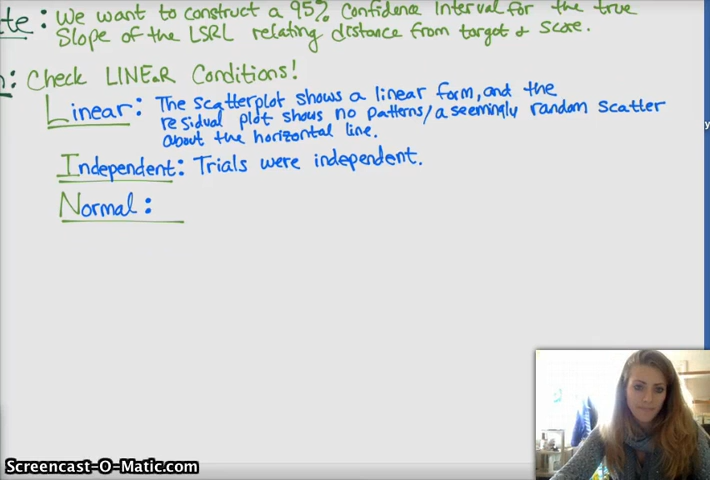 te: We want to construct a 95% Confidence Interval for the true
Slope of the LSRL relating distance from target & score.
n: Check LINEaR Conditions!
Linear: The scatterplot shows a linear form, and the
residual plot shows no patterns/a seemingly random scatter
about the horizontal line.
Independent: Trials were independent.
Normal:
Screencast-O-Matic.com